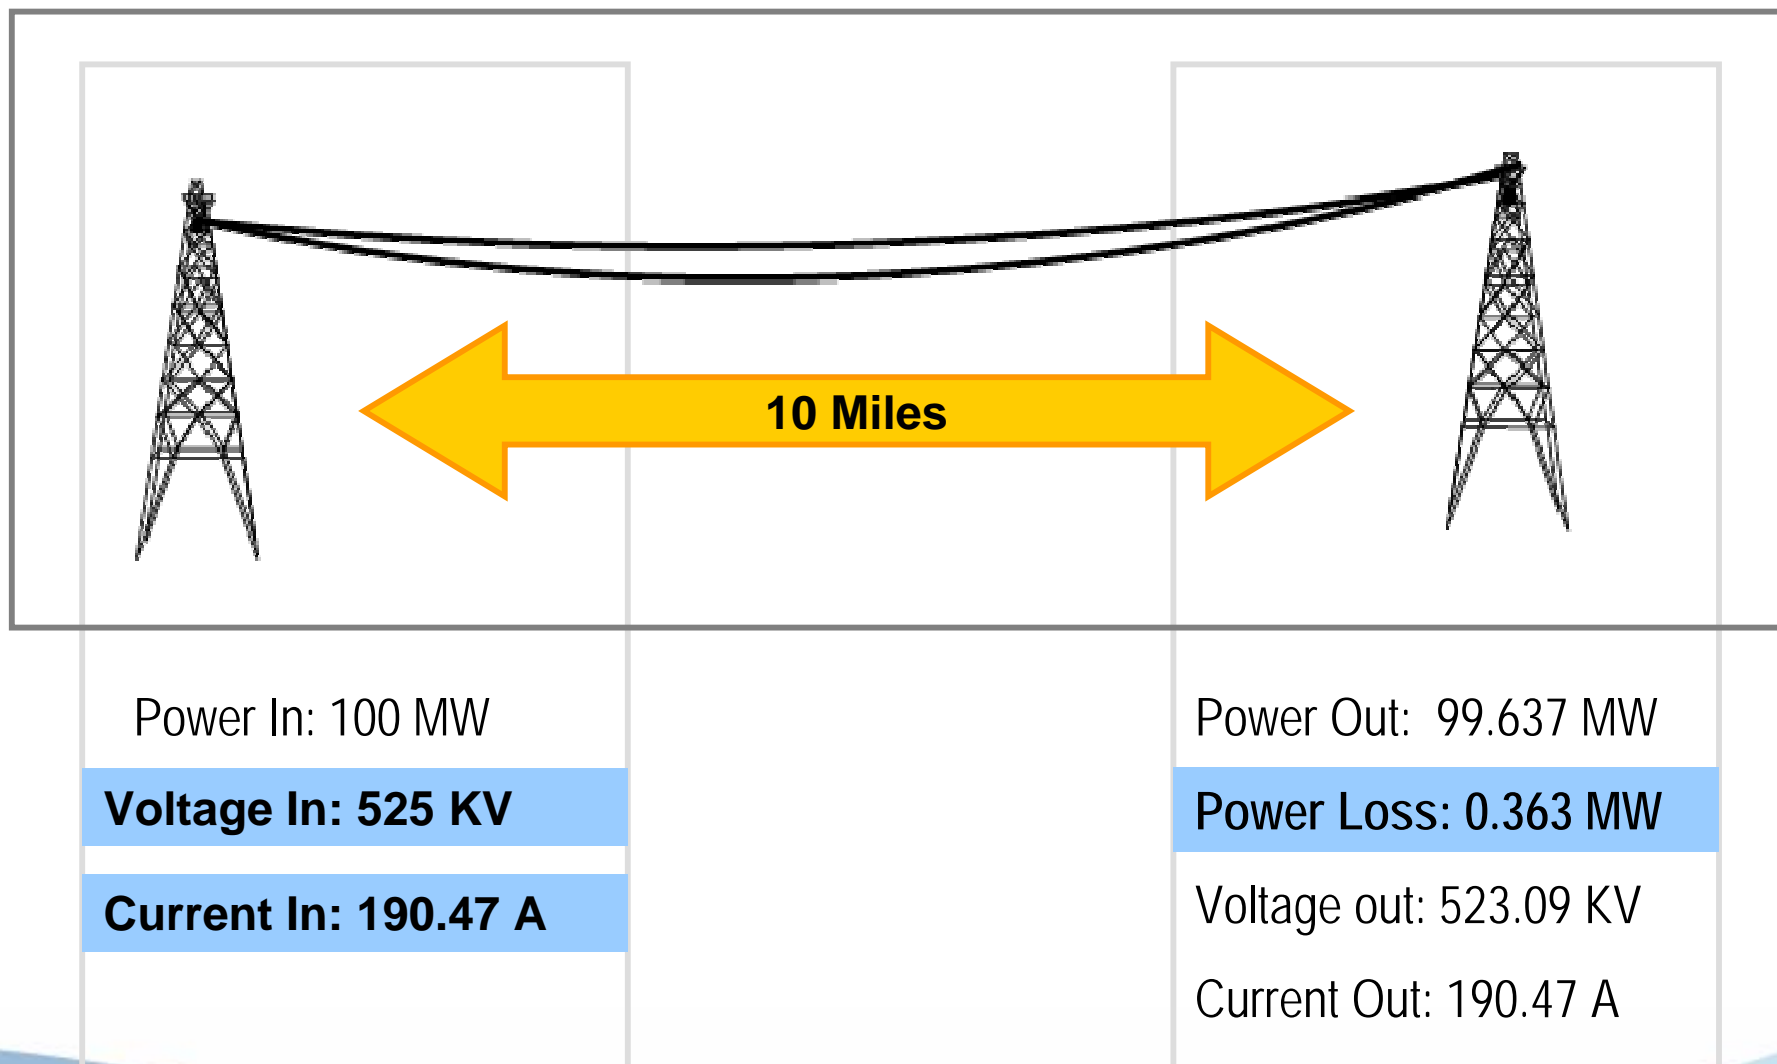 10 Miles
Power In: 100 MW
Voltage In: 525 KV
Current In: 190.47 A
Power Out: 99.637 MW
Power Loss: 0.363 MW
Voltage out: 523.09 KV
Current Out: 190.47 A